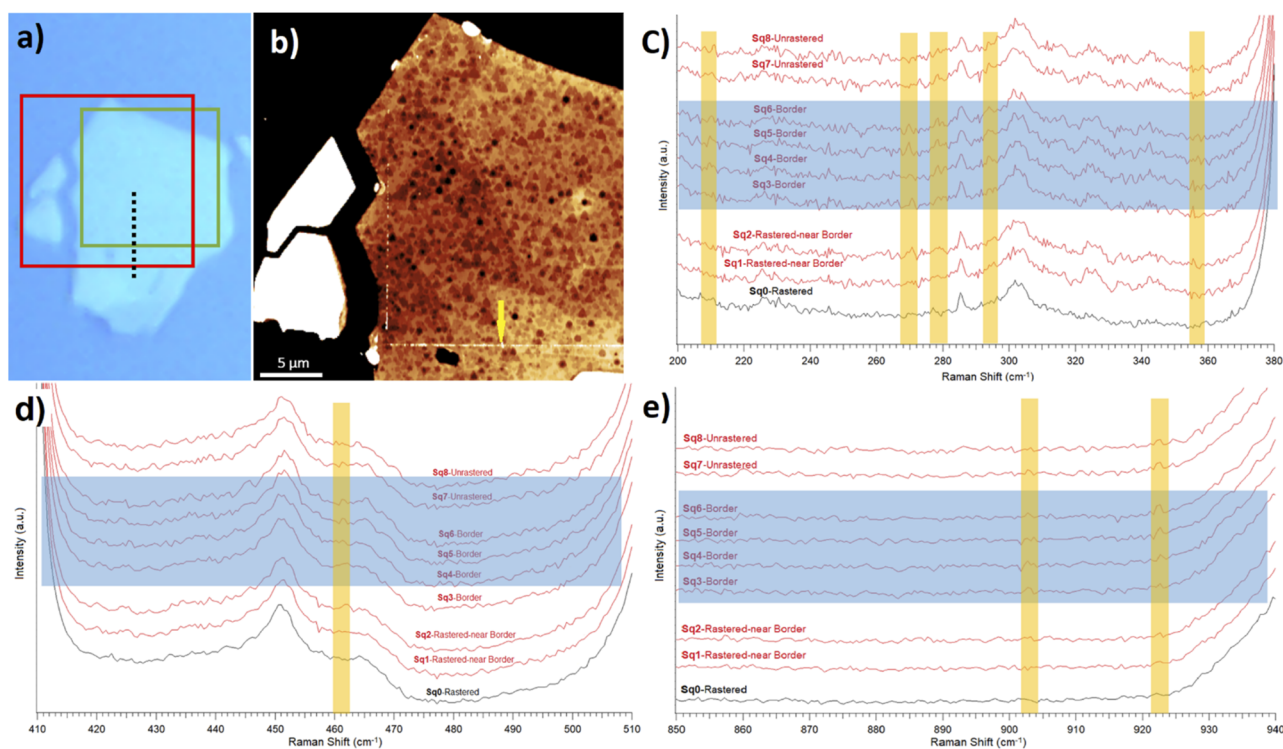 a)
b)
5 µm
C)
Sq8-Unrastered
Sq7-Unrastered
Sq6-Border
Sq5-Border
Sq4-Border
Sq3-Border
Sq2-Rastered-near Border
Sq1-Rastered-near Border
Sq0-Rastered
Intensity (a.u.)
200 220 240 260 280 300 320 340 360 380
Raman Shift (cm⁻¹)
d)
Sq8-Unrastered
Sq7-Unrastered
Sq6-Border
Sq5-Border
Sq4-Border
Sq3-Border
Sq2-Rastered-near Border
Sq1-Rastered-near Border
Sq0-Rastered
Intensity (a.u.)
410 420 430 440 450 460 470 480 490 500 510
Raman Shift (cm⁻¹)
e)
Sq8-Unrastered
Sq7-Unrastered
Sq6-Border
Sq5-Border
Sq4-Border
Sq3-Border
Sq2-Rastered-near Border
Sq1-Rastered-near Border
Sq0-Rastered
Intensity (a.u.)
850 860 870 880 890 900 910 920 930 940
Raman Shift (cm⁻¹)